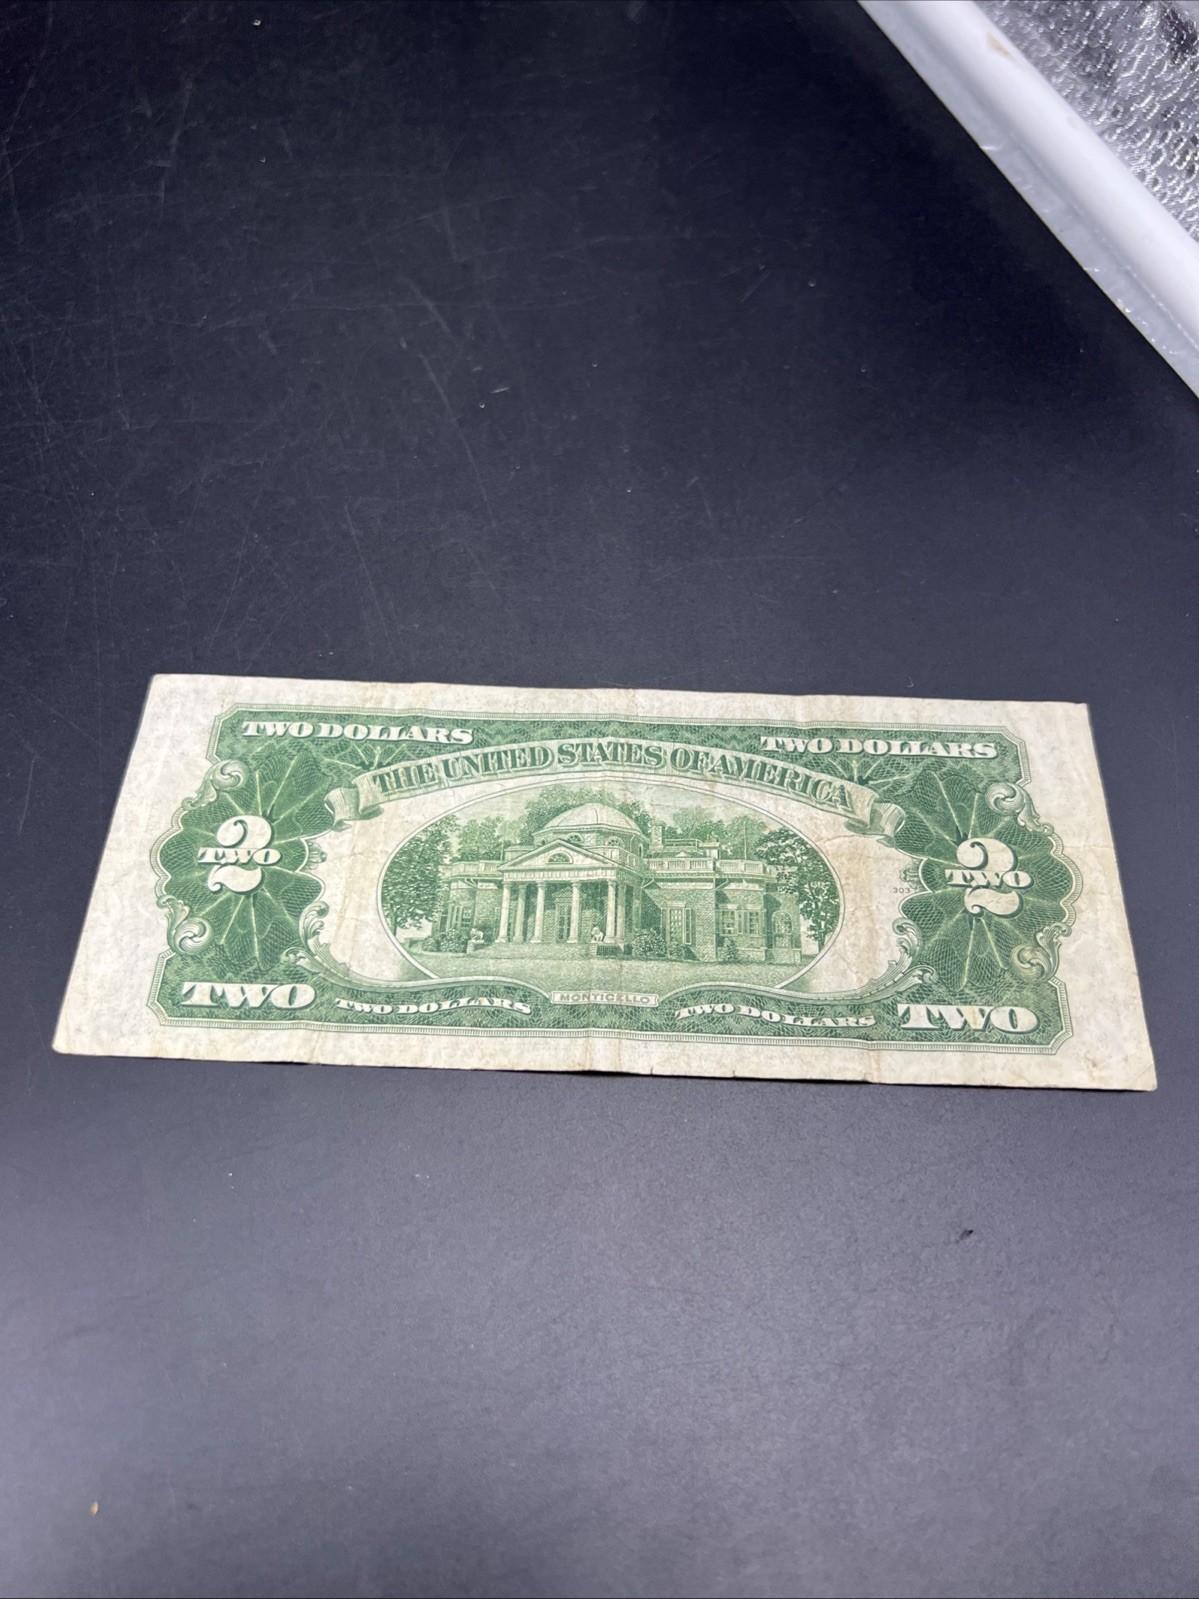 TWO DOLLARS
TWO DOLLARS
THE UNITED STATES OF AMERICA
2
TWO
2
TWO
303
MONTICELLO
TWO
TWO DOLLARS
TWO DOLLARS
TWO